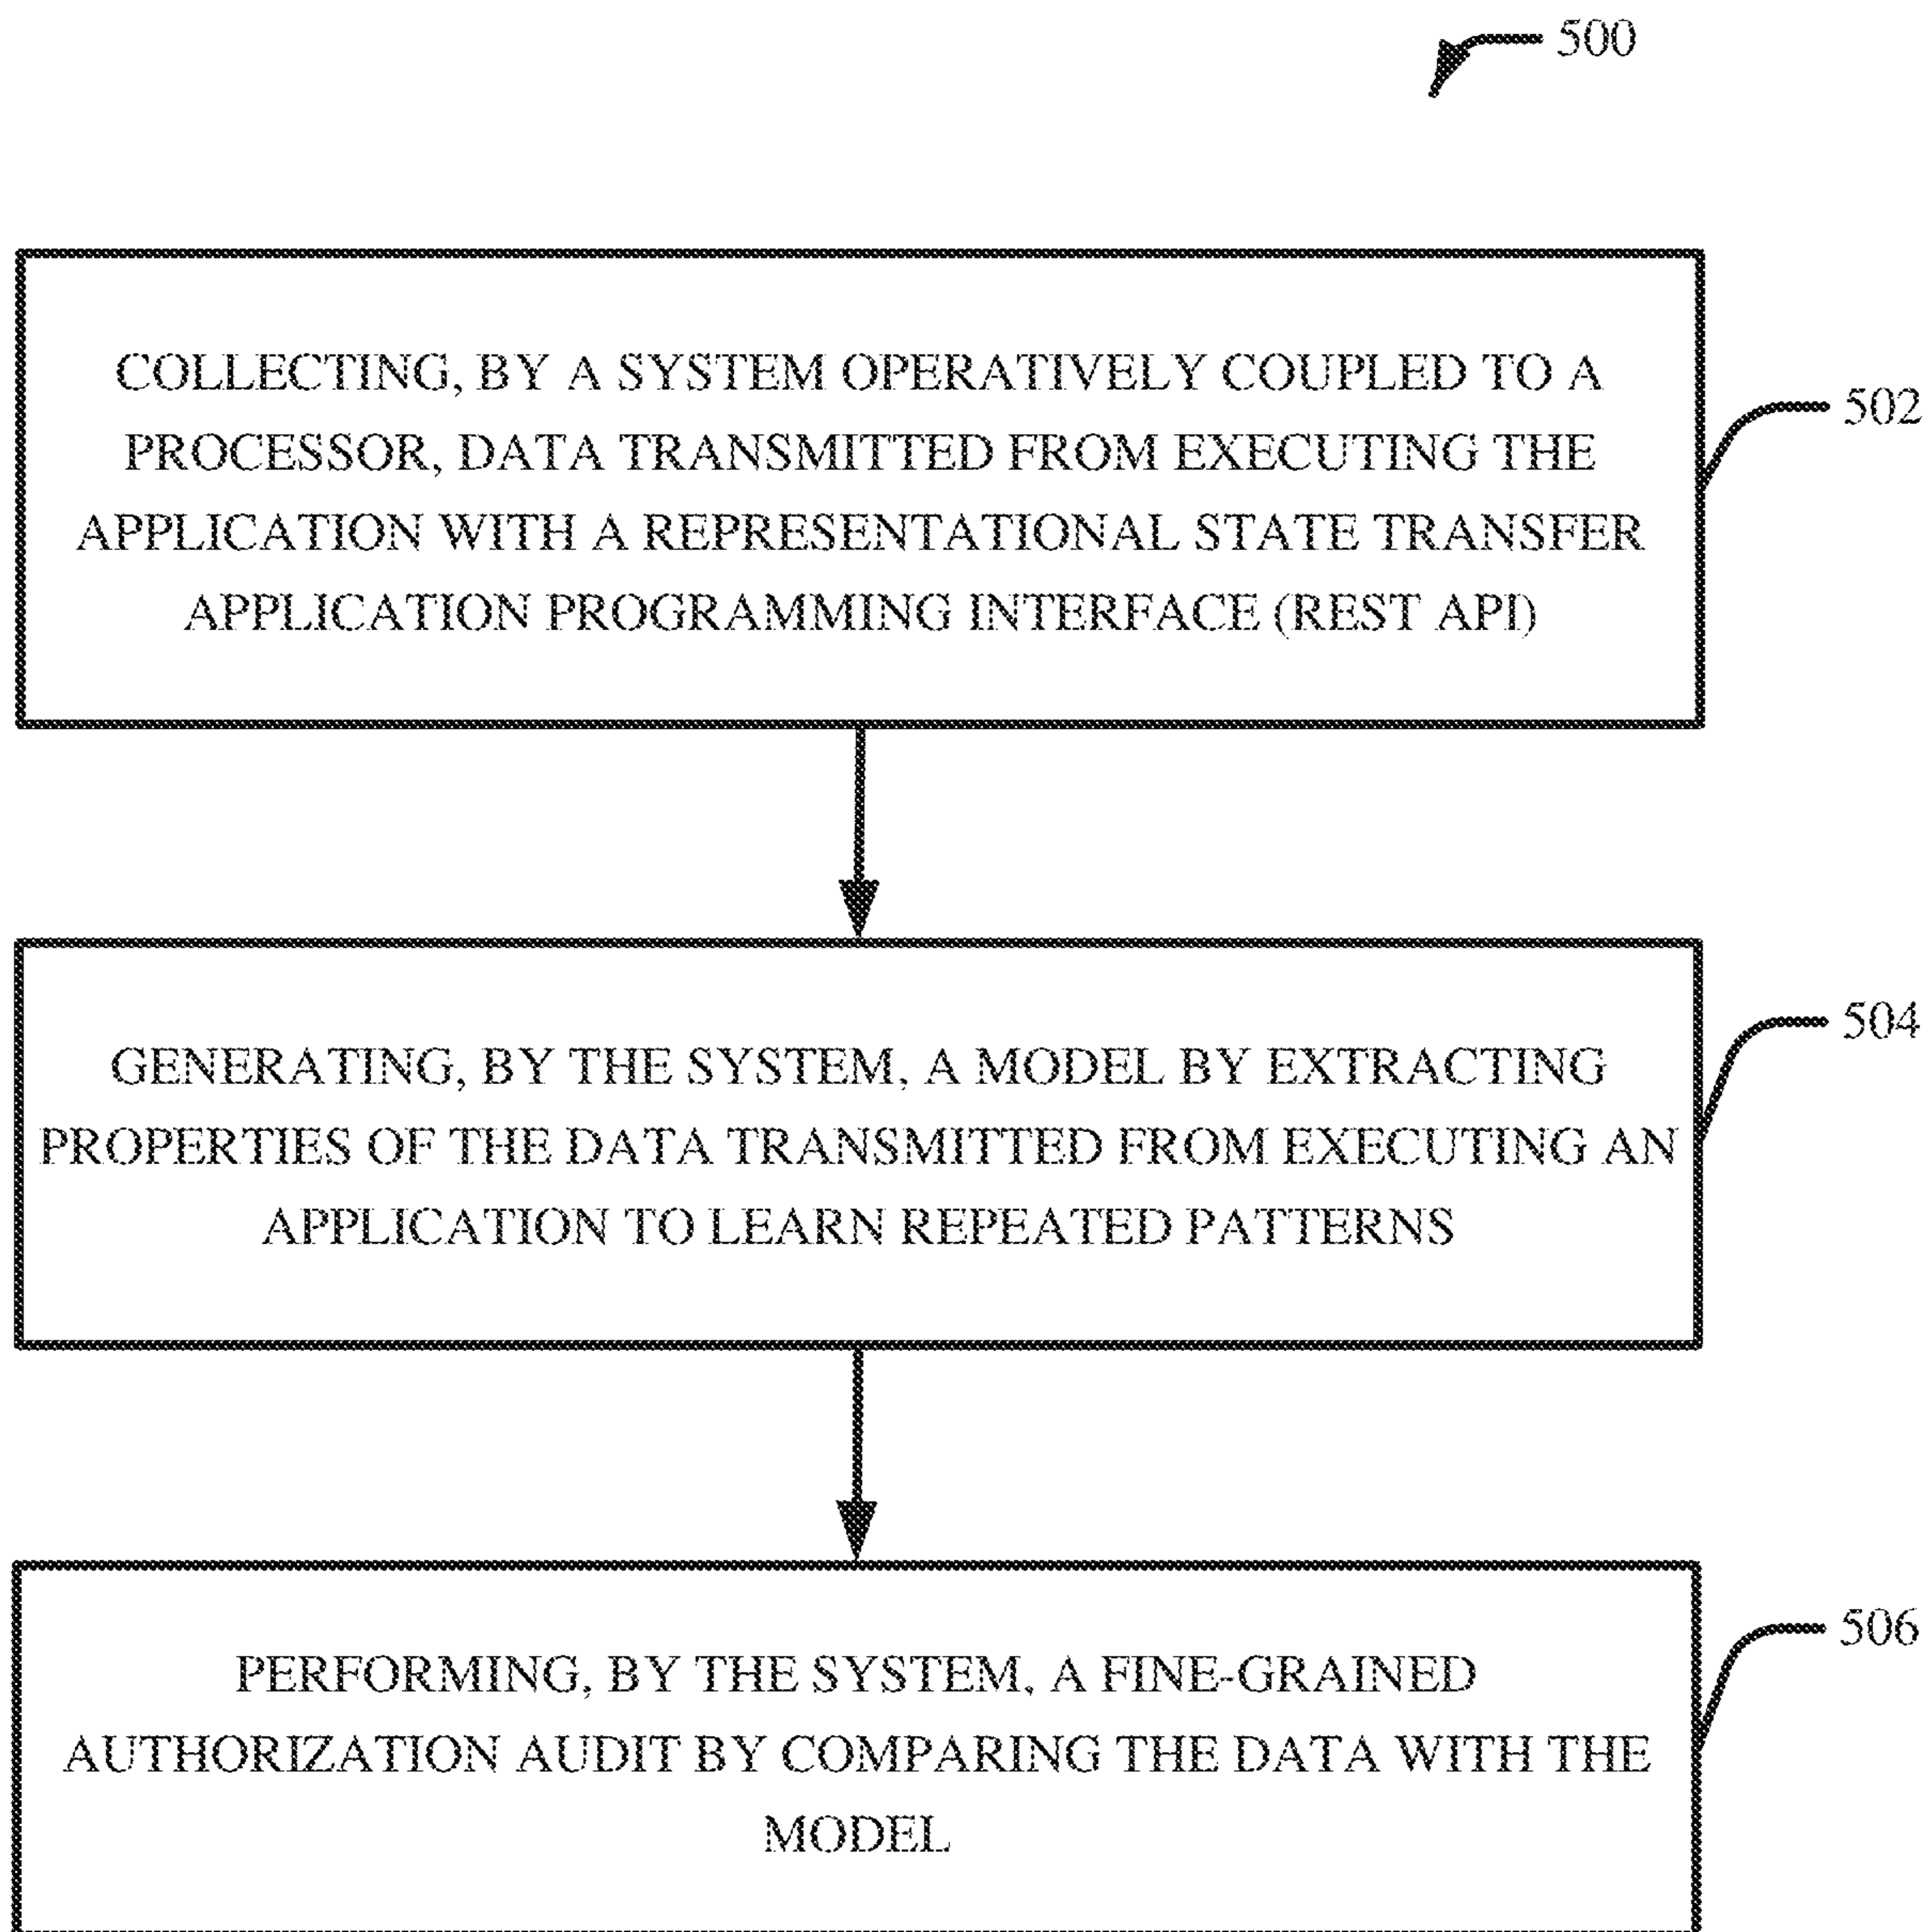 500
COLLECTING, BY A SYSTEM OPERATIVELY COUPLED TO A
PROCESSOR, DATA TRANSMITTED FROM EXECUTING THE
APPLICATION WITH A REPRESENTATIONAL STATE TRANSFER
APPLICATION PROGRAMMING INTERFACE (REST API)
502
GENERATING, BY THE SYSTEM, A MODEL BY EXTRACTING
PROPERTIES OF THE DATA TRANSMITTED FROM EXECUTING AN
APPLICATION TO LEARN REPEATED PATTERNS
504
PERFORMING, BY THE SYSTEM, A FINE-GRAINED
AUTHORIZATION AUDIT BY COMPARING THE DATA WITH THE
MODEL
506